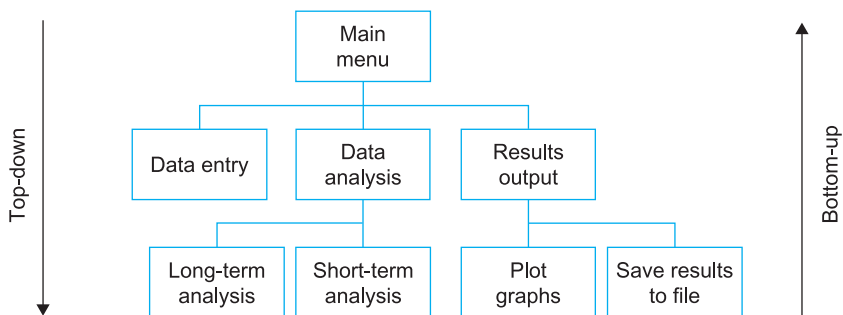 Main
menu
Top-down
Data entry
Data
analysis
Results
output
Bottom-up
Long-term
analysis
Short-term
analysis
Plot
graphs
Save results
to file